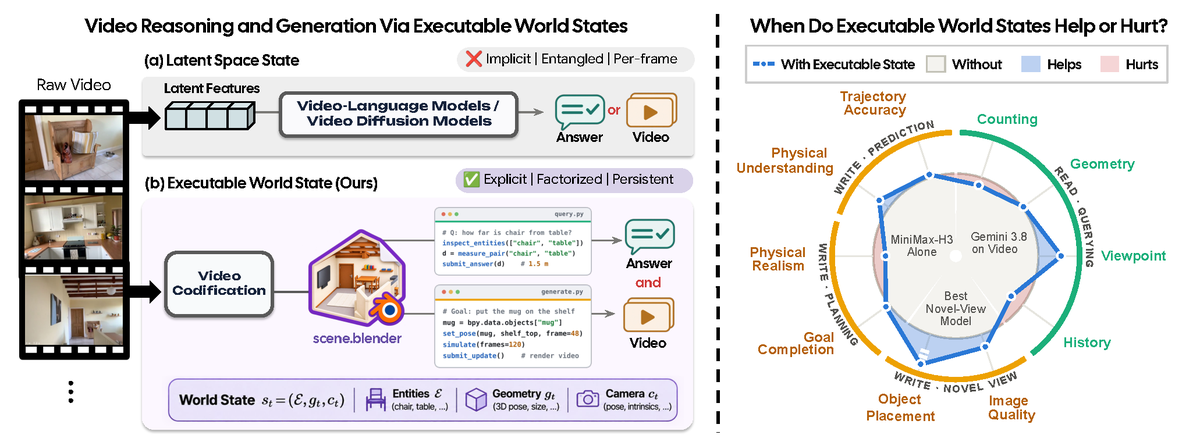 Video Reasoning and Generation Via Executable World States
(a) Latent Space State
❌ Implicit | Entangled | Per-frame
Raw Video
Latent Features
Video-Language Models /
Video Diffusion Models
Answer
or
Video
(b) Executable World State (Ours)
✅ Explicit | Factorized | Persistent
Video
Codification
scene.blender
query.py
# Q: how far is chair from table?
inspect_entities(["chair", "table"])
d = measure_pair("chair", "table")
submit_answer(d) # 1.5 m
Answer
and
generate.py
# Goal: put the mug on the shelf
mug = bpy.data.objects["mug"]
set_pose(mug, shelf_top, frame=48)
simulate(frames=120)
submit_update() # render video
Video
World State s_t = (ℰ, g_t, c_t)
Entities ℰ
(chair, table, ...)
Geometry g_t
(3D pose, size, ...)
Camera c_t
(pose, intrinsics, ...)
When Do Executable World States Help or Hurt?
With Executable State
Without
Helps
Hurts
Trajectory
Accuracy
Counting
Physical
Understanding
Geometry
WRITE · PREDICTION
READ · QUERYING
MiniMax-H3
Alone
Gemini 3.8
on Video
Physical
Realism
Viewpoint
WRITE · PLANNING
Best
Novel-View
Model
Goal
Completion
History
WRITE · NOVEL VIEW
Object
Placement
Image
Quality